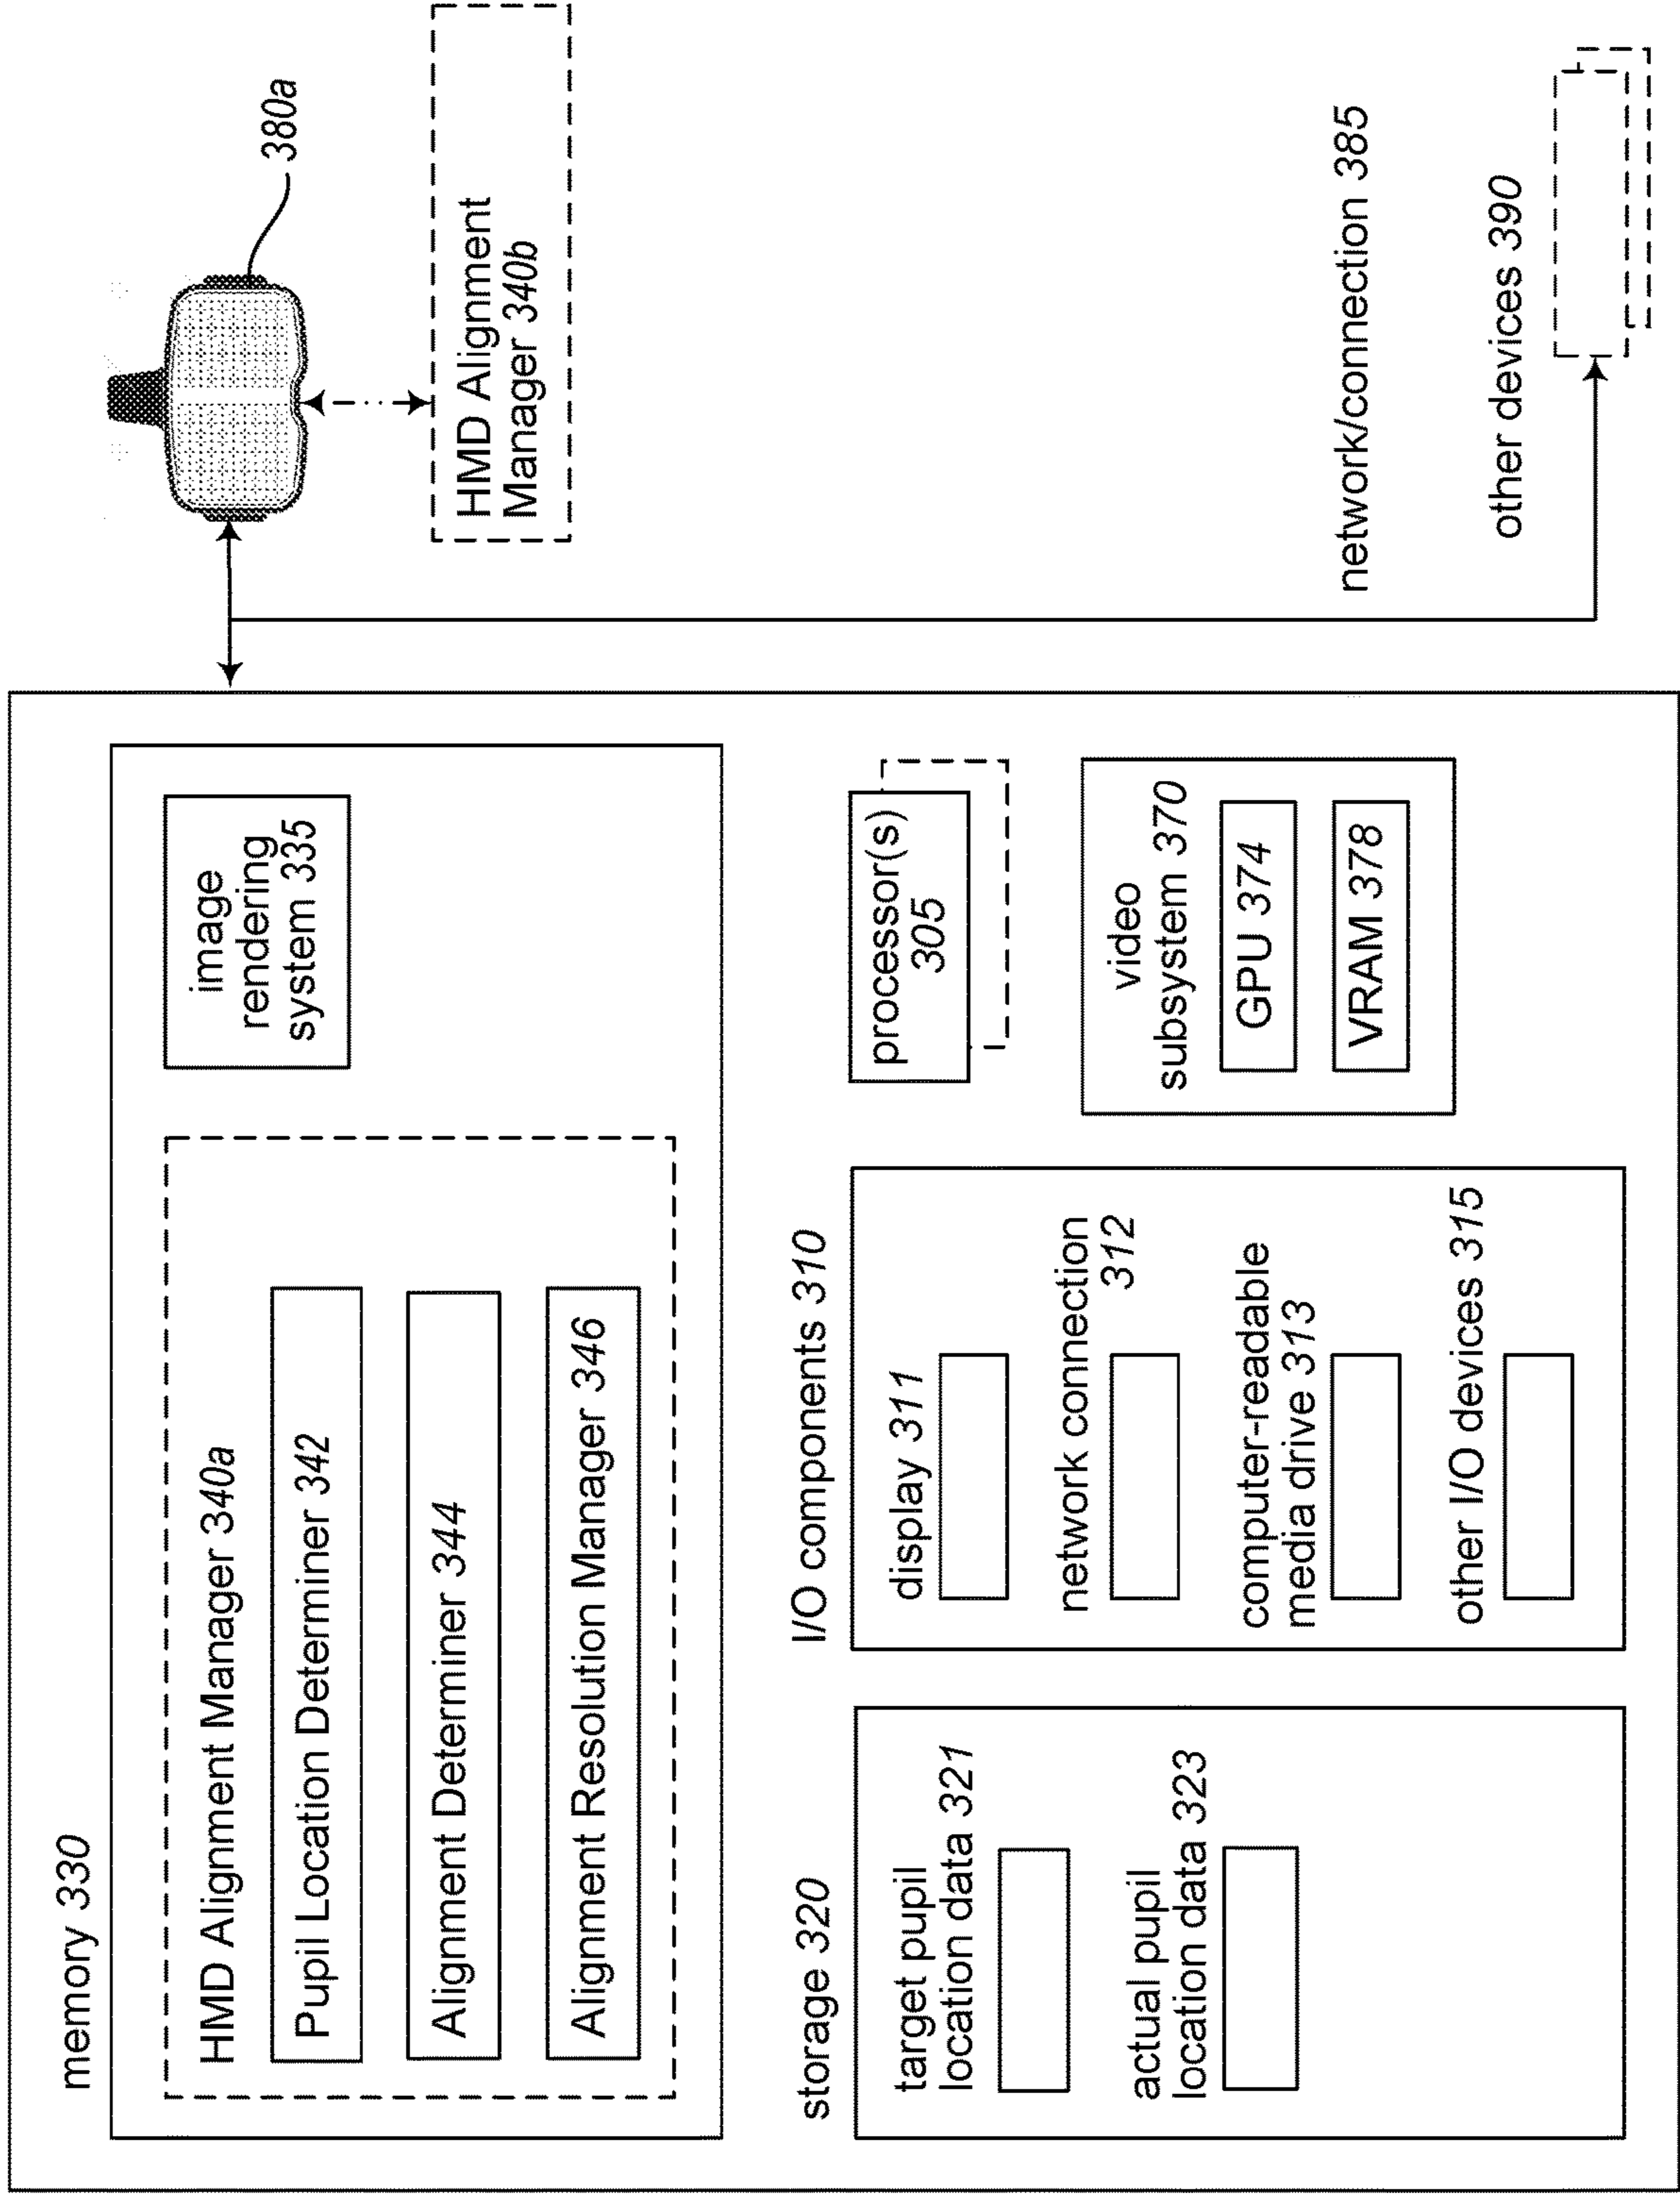 memory 330
HMD Alignment Manager 340a
Pupil Location Determiner 342
Alignment Determiner 344
Alignment Resolution Manager 346
image
rendering
system 335
storage 320
target pupil
location data 321
actual pupil
location data 323
I/O components 310
display 311
network connection
312
computer-readable
media drive 313
other I/O devices 315
processor(s)
305
video
subsystem 370
GPU 374
VRAM 378
380a
HMD Alignment
Manager 340b
network/connection 385
other devices 390